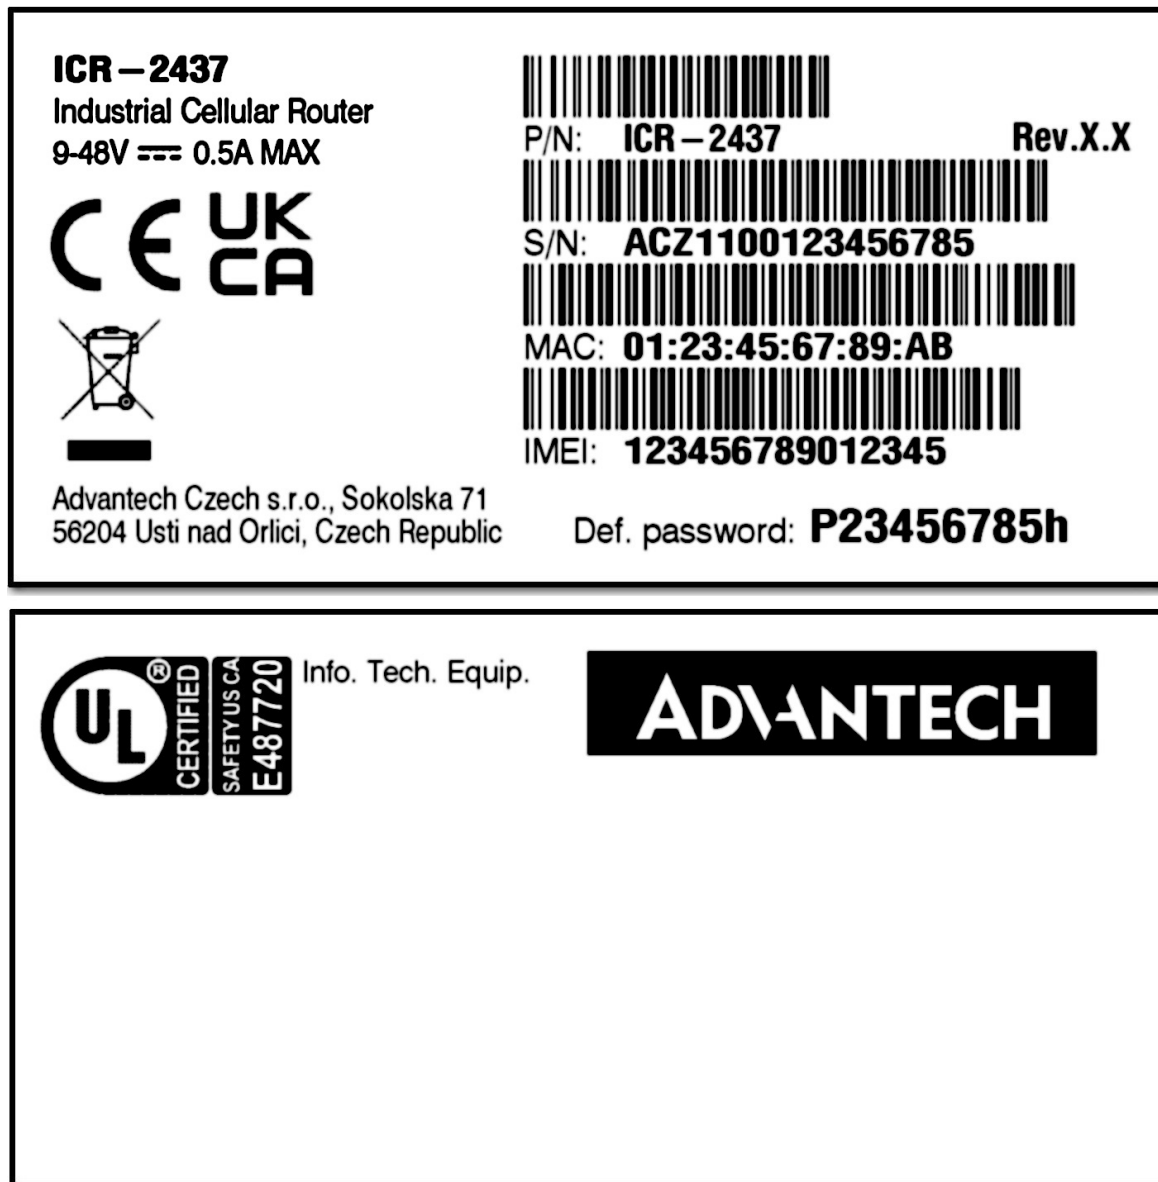 ICR-2437
Industrial Cellular Router
9-48V ⎓ 0.5A MAX
CE UK CA
Advantech Czech s.r.o., Sokolska 71
56204 Usti nad Orlici, Czech Republic
P/N: ICR-2437 Rev.X.X
S/N: ACZ1100123456785
MAC: 01:23:45:67:89:AB
IMEI: 123456789012345
Def. password: P23456785h
UL ® CERTIFIED
SAFETY US CA
E487720
Info. Tech. Equip.
ADVANTECH